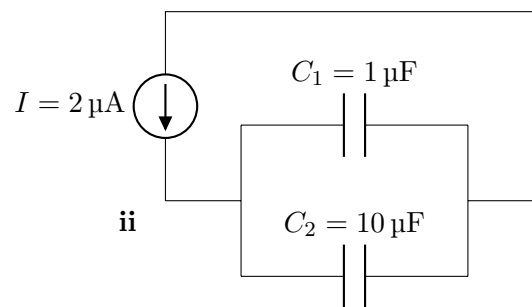 C₁ = 1 µF
I = 2 µA
ii
C₂ = 10 µF